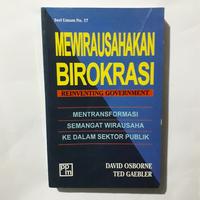 Seri Umum No. 17
MEWIRAUSAHAKAN
BIROKRASI
REINVENTING GOVERNMENT
MENTRANSFORMASI
SEMANGAT WIRAUSAHA
KE DALAM SEKTOR PUBLIK
ppm
DAVID OSBORNE
TED GAEBLER